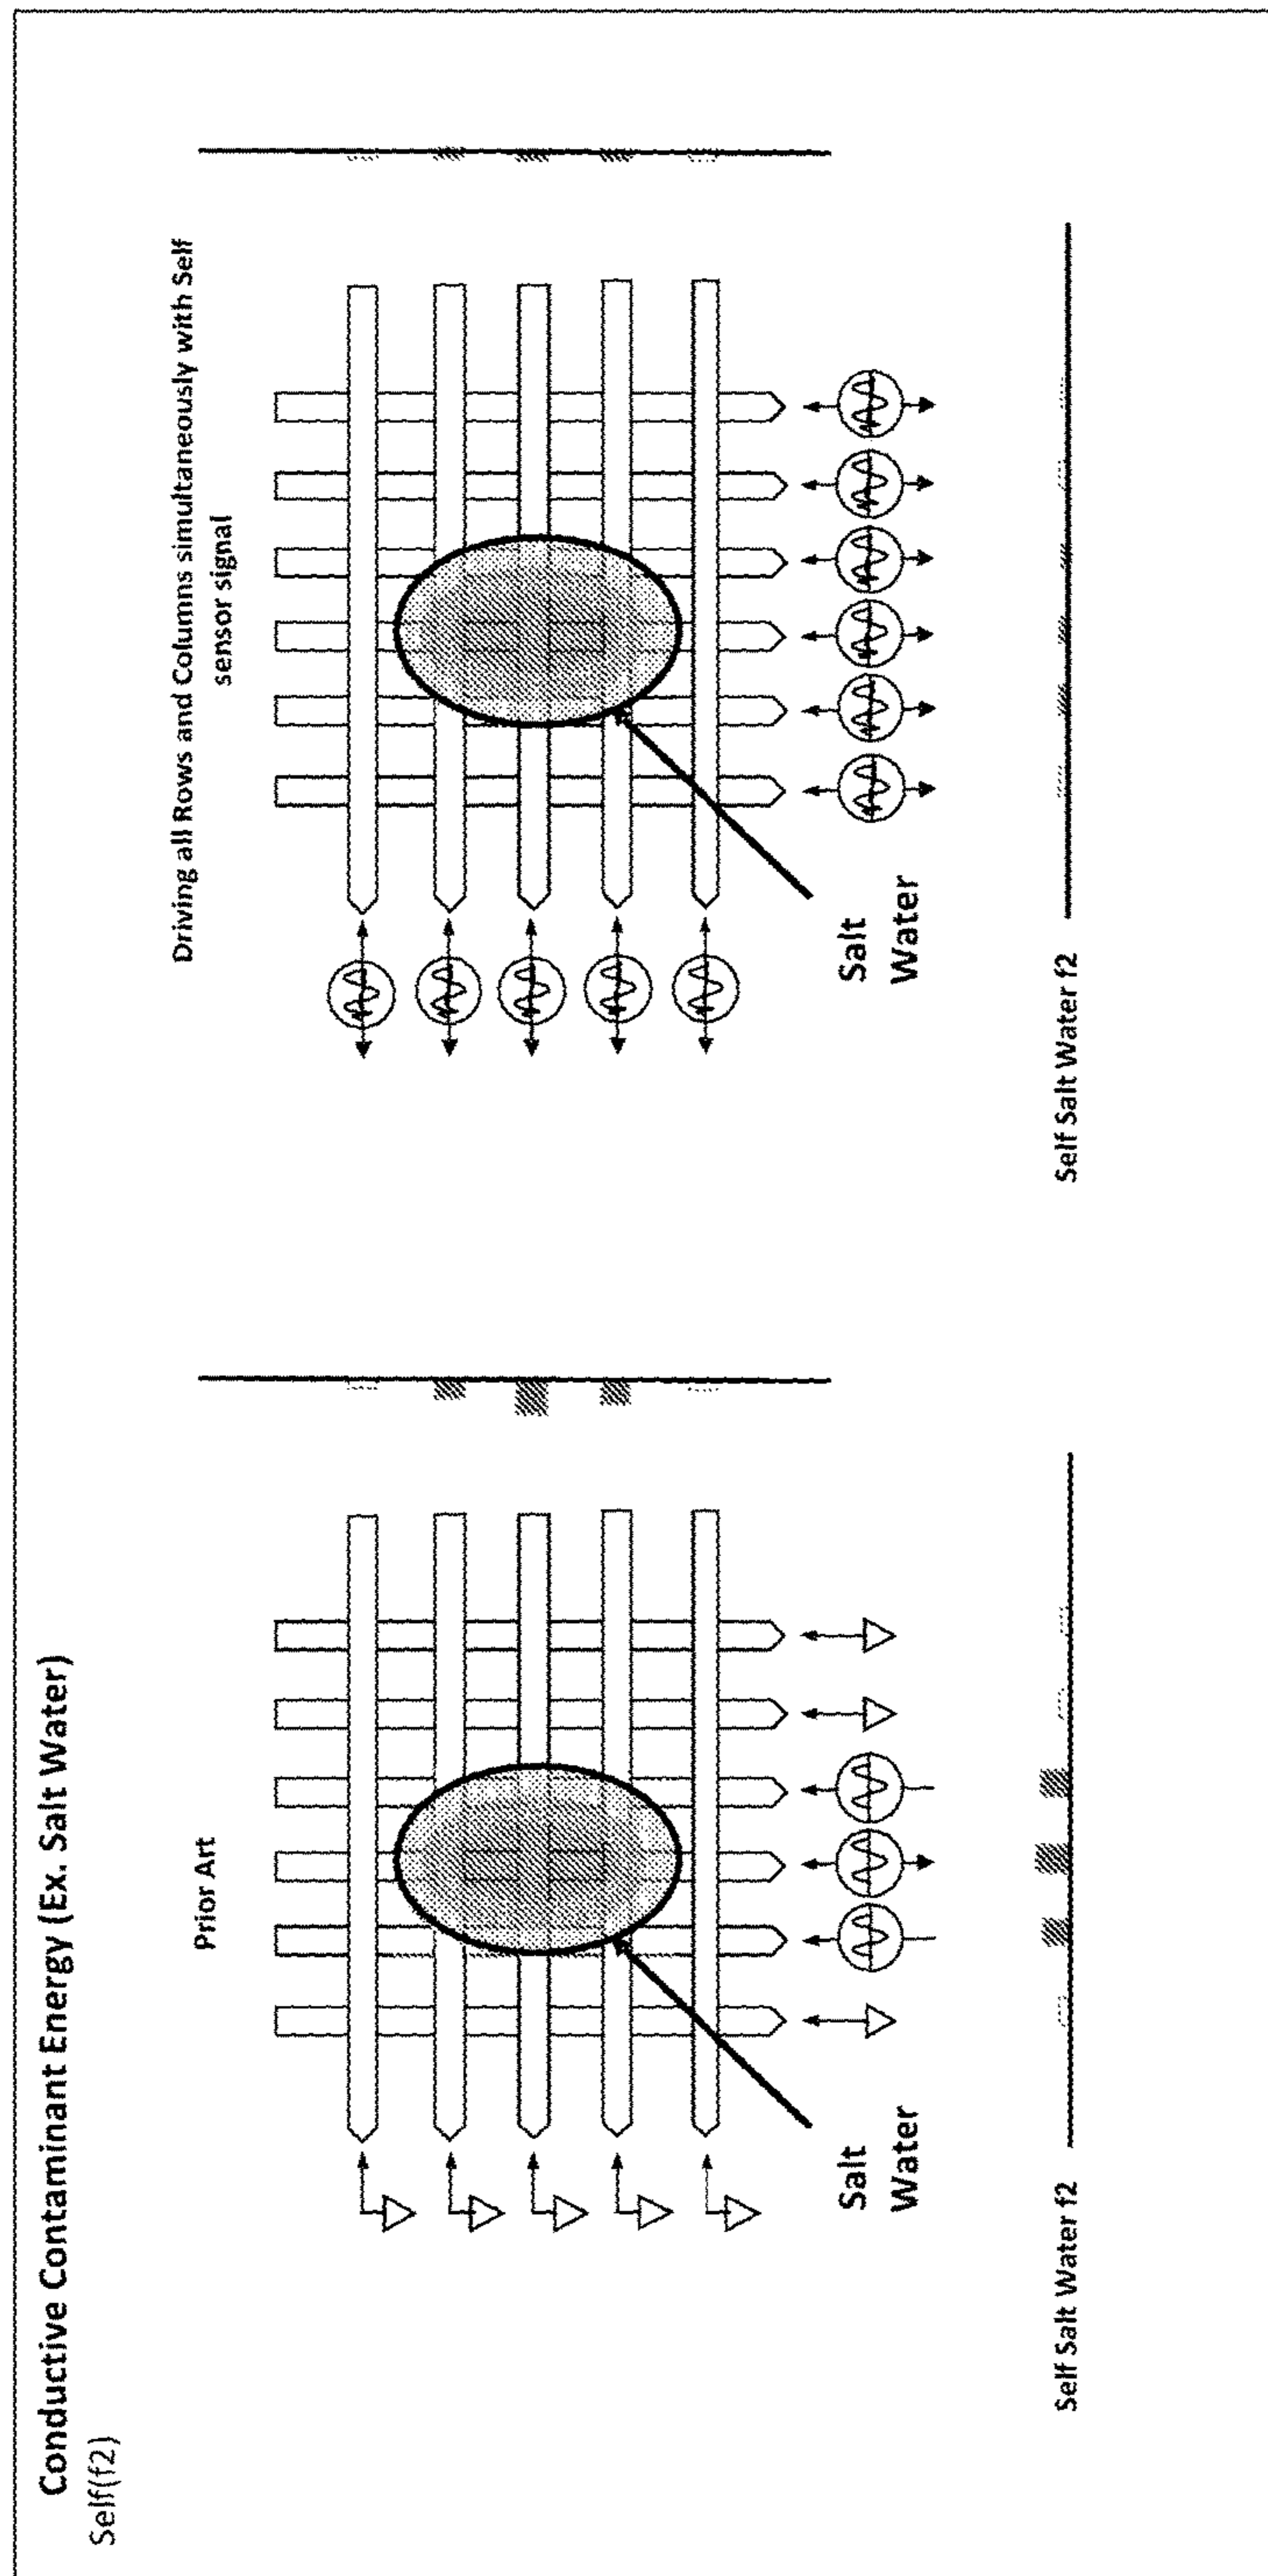 Conductive Contaminant Energy (Ex. Salt Water)
Self(f2)
Prior Art
Salt
Water
Self Salt Water f2
Driving all Rows and Columns simultaneously with Self
sensor signal
Salt
Water
Self Salt Water f2